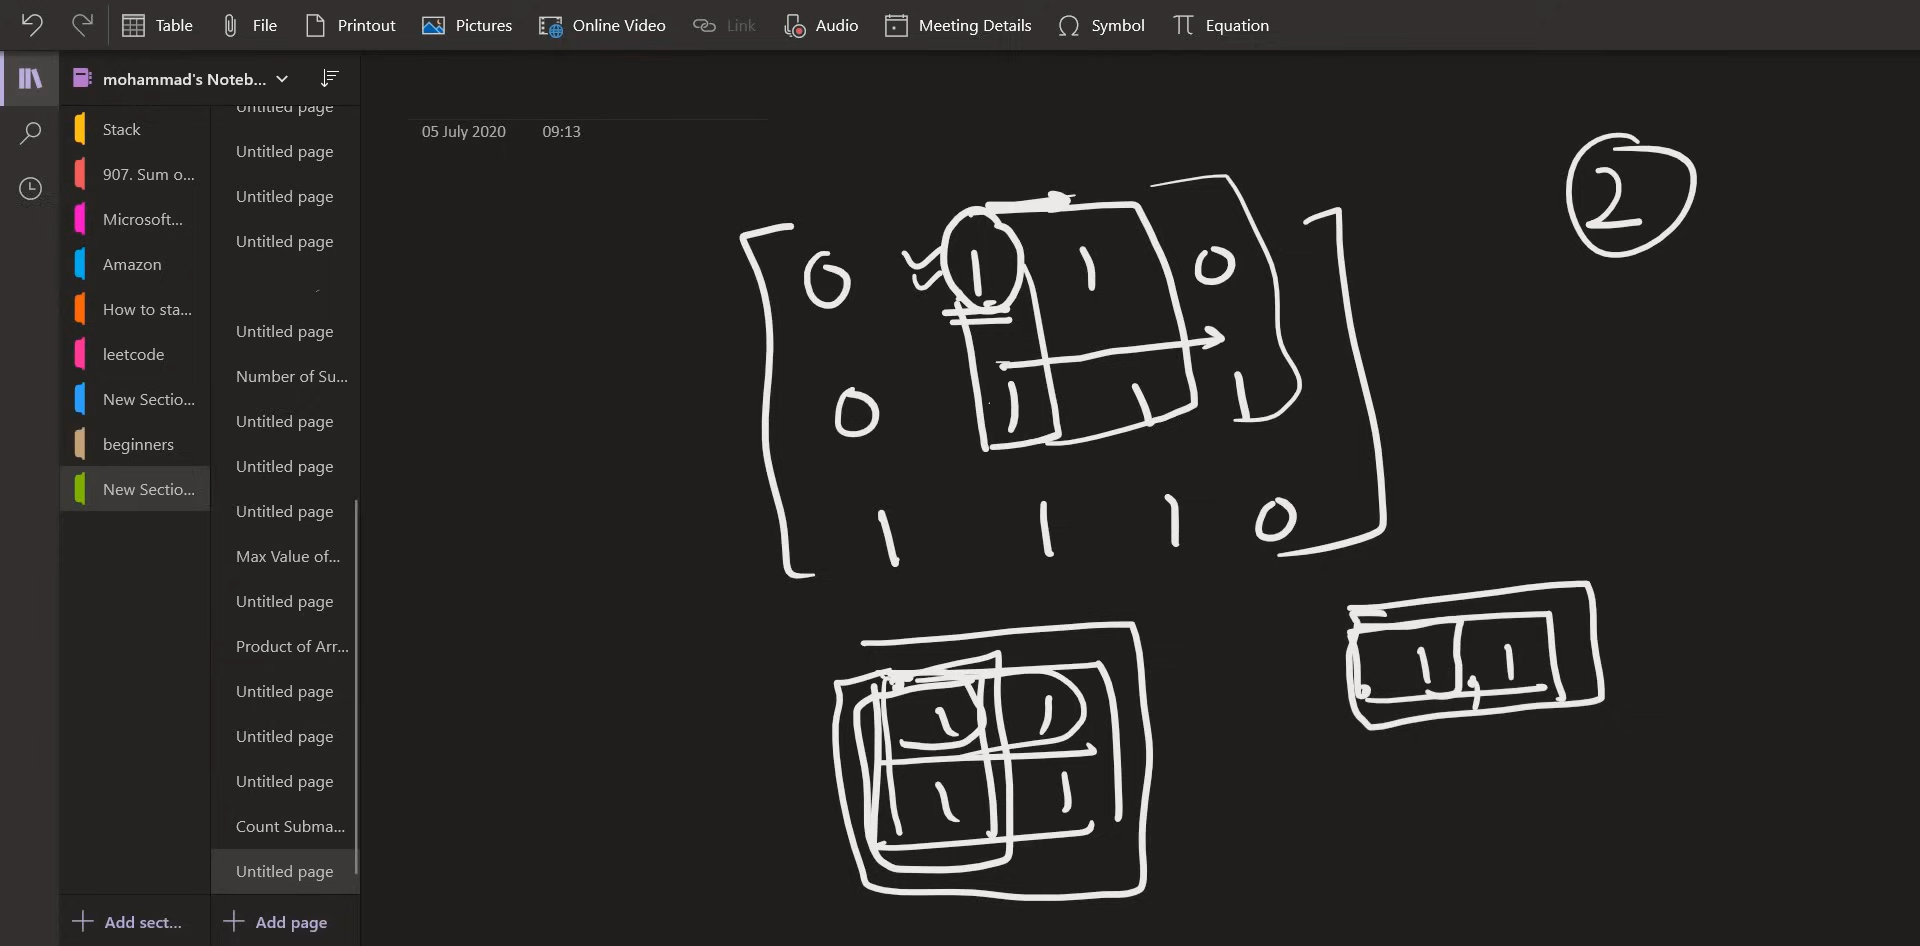 Table File Printout Pictures Online Video Link Audio Meeting Details Symbol Equation
mohammad's Noteb...
Stack
907. Sum o...
Microsoft...
Amazon
How to sta...
leetcode
New Sectio...
beginners
New Sectio...
Add sect...
Untitled page
Untitled page
Untitled page
Untitled page
Untitled page
Number of Su...
Untitled page
Untitled page
Untitled page
Max Value of...
Untitled page
Product of Arr...
Untitled page
Untitled page
Untitled page
Count Subma...
Untitled page
Add page
05 July 2020 09:13
2
0 1 1 0
0 1 1 1
1 1 1 0
1 1
1 1
1, 1